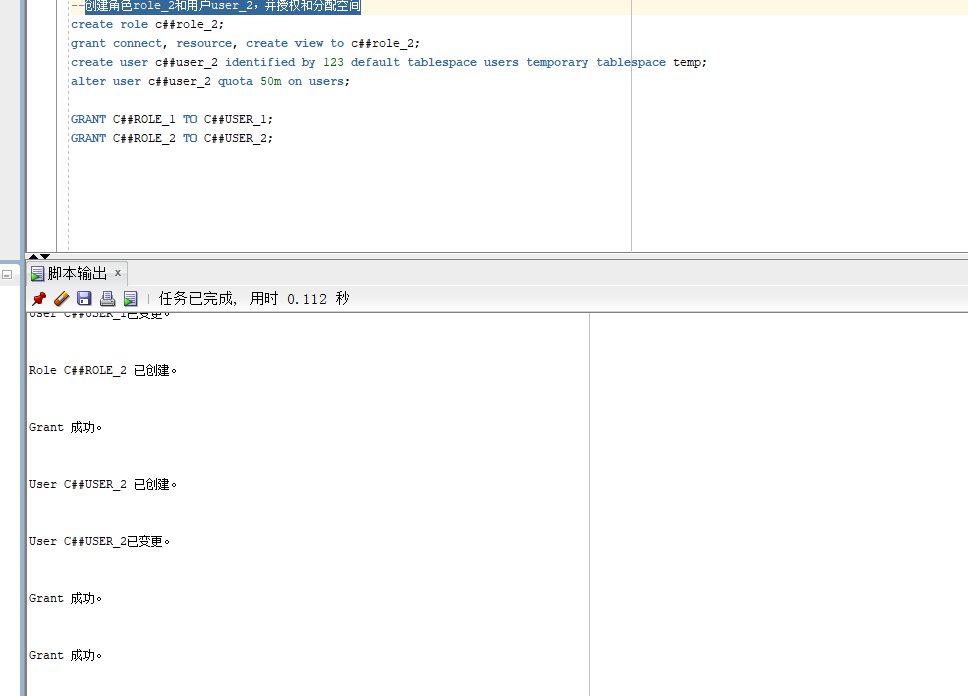 --创建角色role_2和用户user_2，并授权和分配空间
create role c##role_2;
grant connect, resource, create view to c##role_2;
create user c##user_2 identified by 123 default tablespace users temporary tablespace temp;
alter user c##user_2 quota 50m on users;
GRANT C##ROLE_1 TO C##USER_1;
GRANT C##ROLE_2 TO C##USER_2;
脚本输出 x
任务已完成, 用时 0.112 秒
User C##USER_1已变更。
Role C##ROLE_2 已创建。
Grant 成功。
User C##USER_2 已创建。
User C##USER_2已变更。
Grant 成功。
Grant 成功。